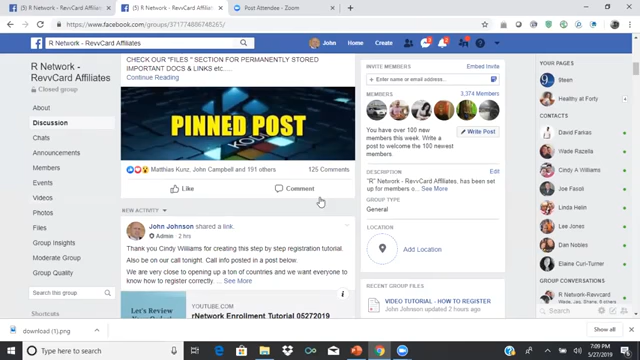 R Network - RevvCard Affiliates
R Network - RevvCard Affiliates
Post Attendee - Zoom
https://www.facebook.com/groups/371774886748265/
R Network - RevvCard Affiliates
John
Home
Create
R Network -
RevvCard Affiliates
Closed group
About
Discussion
Chats
Announcements
Members
Events
Videos
Photos
Files
Group Insights
Moderate Group
Group Quality
Search this group
Shortcuts
CHECK OUR "FILES " SECTION FOR PERMANENTLY STORED
IMPORTANT DOCS & LINKS etc....
Continue Reading
PINNED POST
Matthias Kunz, John Campbell and 191 others
125 Comments
Like
Comment
NEW ACTIVITY
John Johnson shared a link.
Admin · 2 hrs
Thank you Cindy Williams for creating this step by step registration tutorial.
Also be on our call tonight. Call info posted in a post below.
We are very close to opening up a ton of countries and we want everyone
to know how to register correctly. ... See More
Let's Review
YOUTUBE.COM
rNetwork Enrollment Tutorial 05272019
INVITE MEMBERS
Embed Invite
Enter name or email address...
MEMBERS
3,374 Members
You have over 100 new
members this week. Write a
post to welcome the 100 newest
members.
Write Post
DESCRIPTION
Edit
"R" Network - RevvCard Affiliates, has been set
up for members of... See More
GROUP TYPE
General
LOCATION
Add Location
RECENT GROUP FILES
VIDEO TUTORIAL - HOW TO REGISTER
John Johnson updated 2 hours ago
YOUR PAGES
9teen
Healthy at Forty
CONTACTS
David Farkas
Wade Razella
Cindy A Williams
Joe Fasoli
Linda Helin
Lee Jones
Dan Nobles
Elaina Curl-Turner
GROUP CONVERSATIONS
R-Network-RevvCard
Search
download (1).png
Show all
Type here to search
7:09 PM
5/27/2019